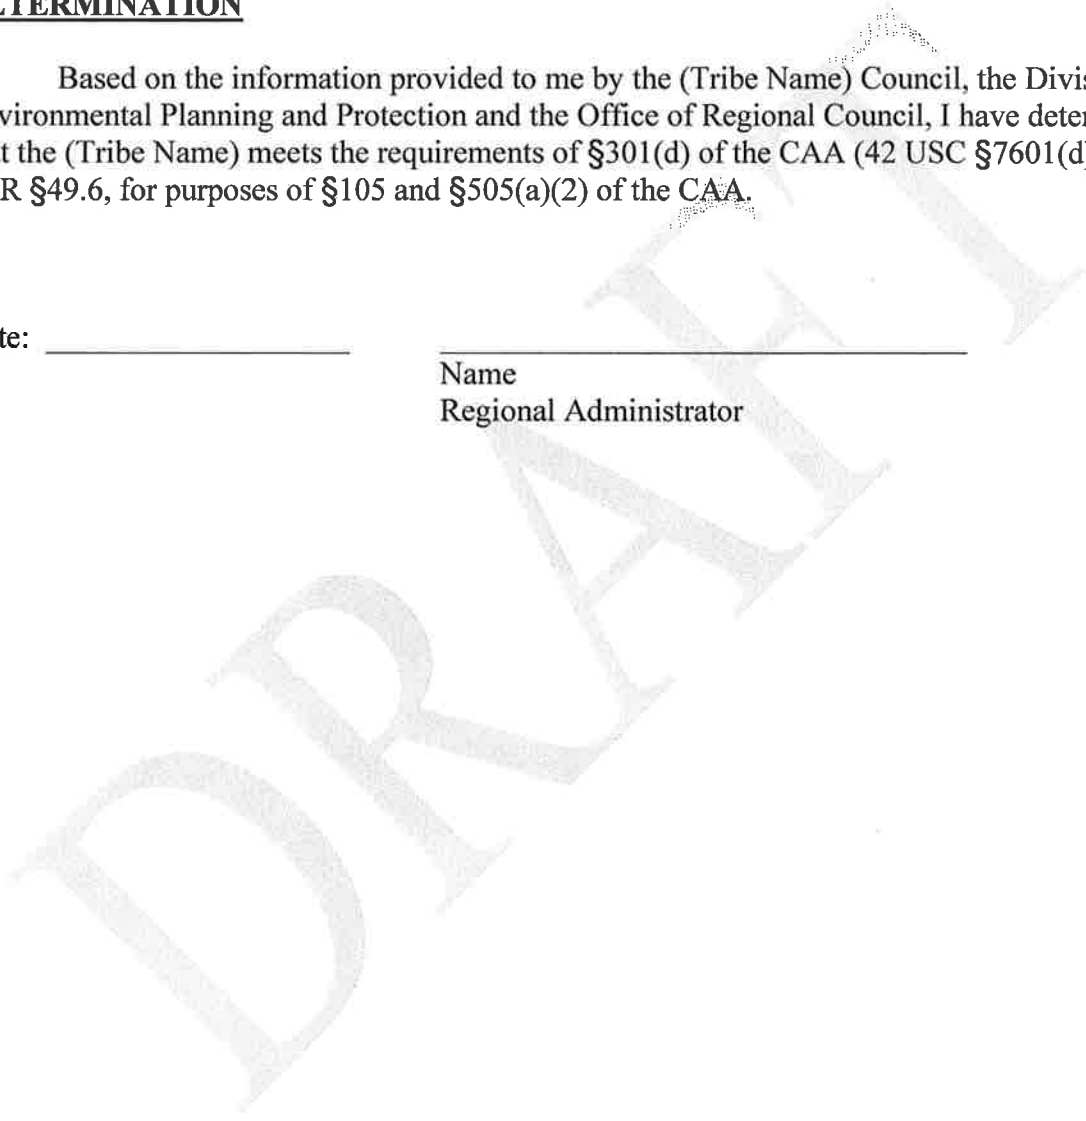 ETERMINATION
Based on the information provided to me by the (Tribe Name) Council, the Divis
vironmental Planning and Protection and the Office of Regional Council, I have deter
t the (Tribe Name) meets the requirements of §301(d) of the CAA (42 USC §7601(d)
R §49.6, for purposes of §105 and §505(a)(2) of the CAA.
te:
Name
Regional Administrator
DRAFT